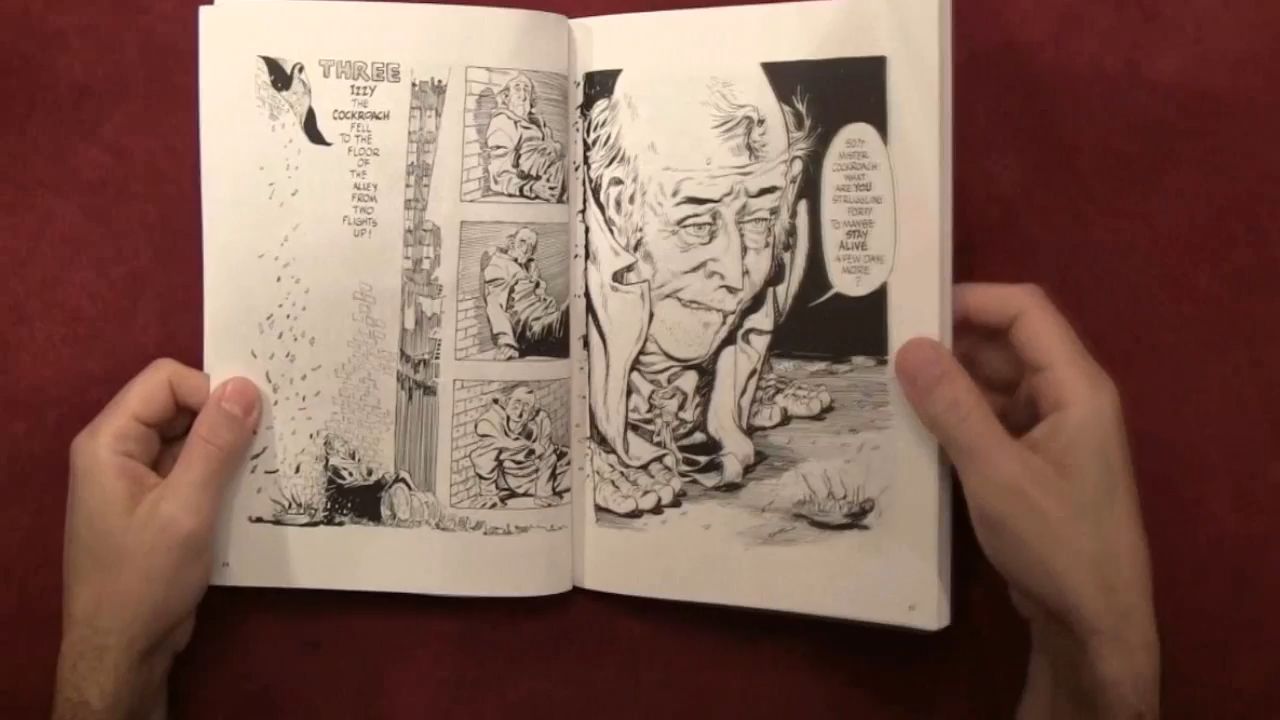 THREE
IZZY
THE
COCKROACH
FELL
TO THE
FLOOR
OF
THE
ALLEY
FROM
TWO
FLIGHTS
UP!
SO!!
MISTER
COCKROACH
WHAT
ARE YOU
STRUGGLING
FOR??
TO MAYBE
STAY
ALIVE
A FEW DAYS
MORE
?